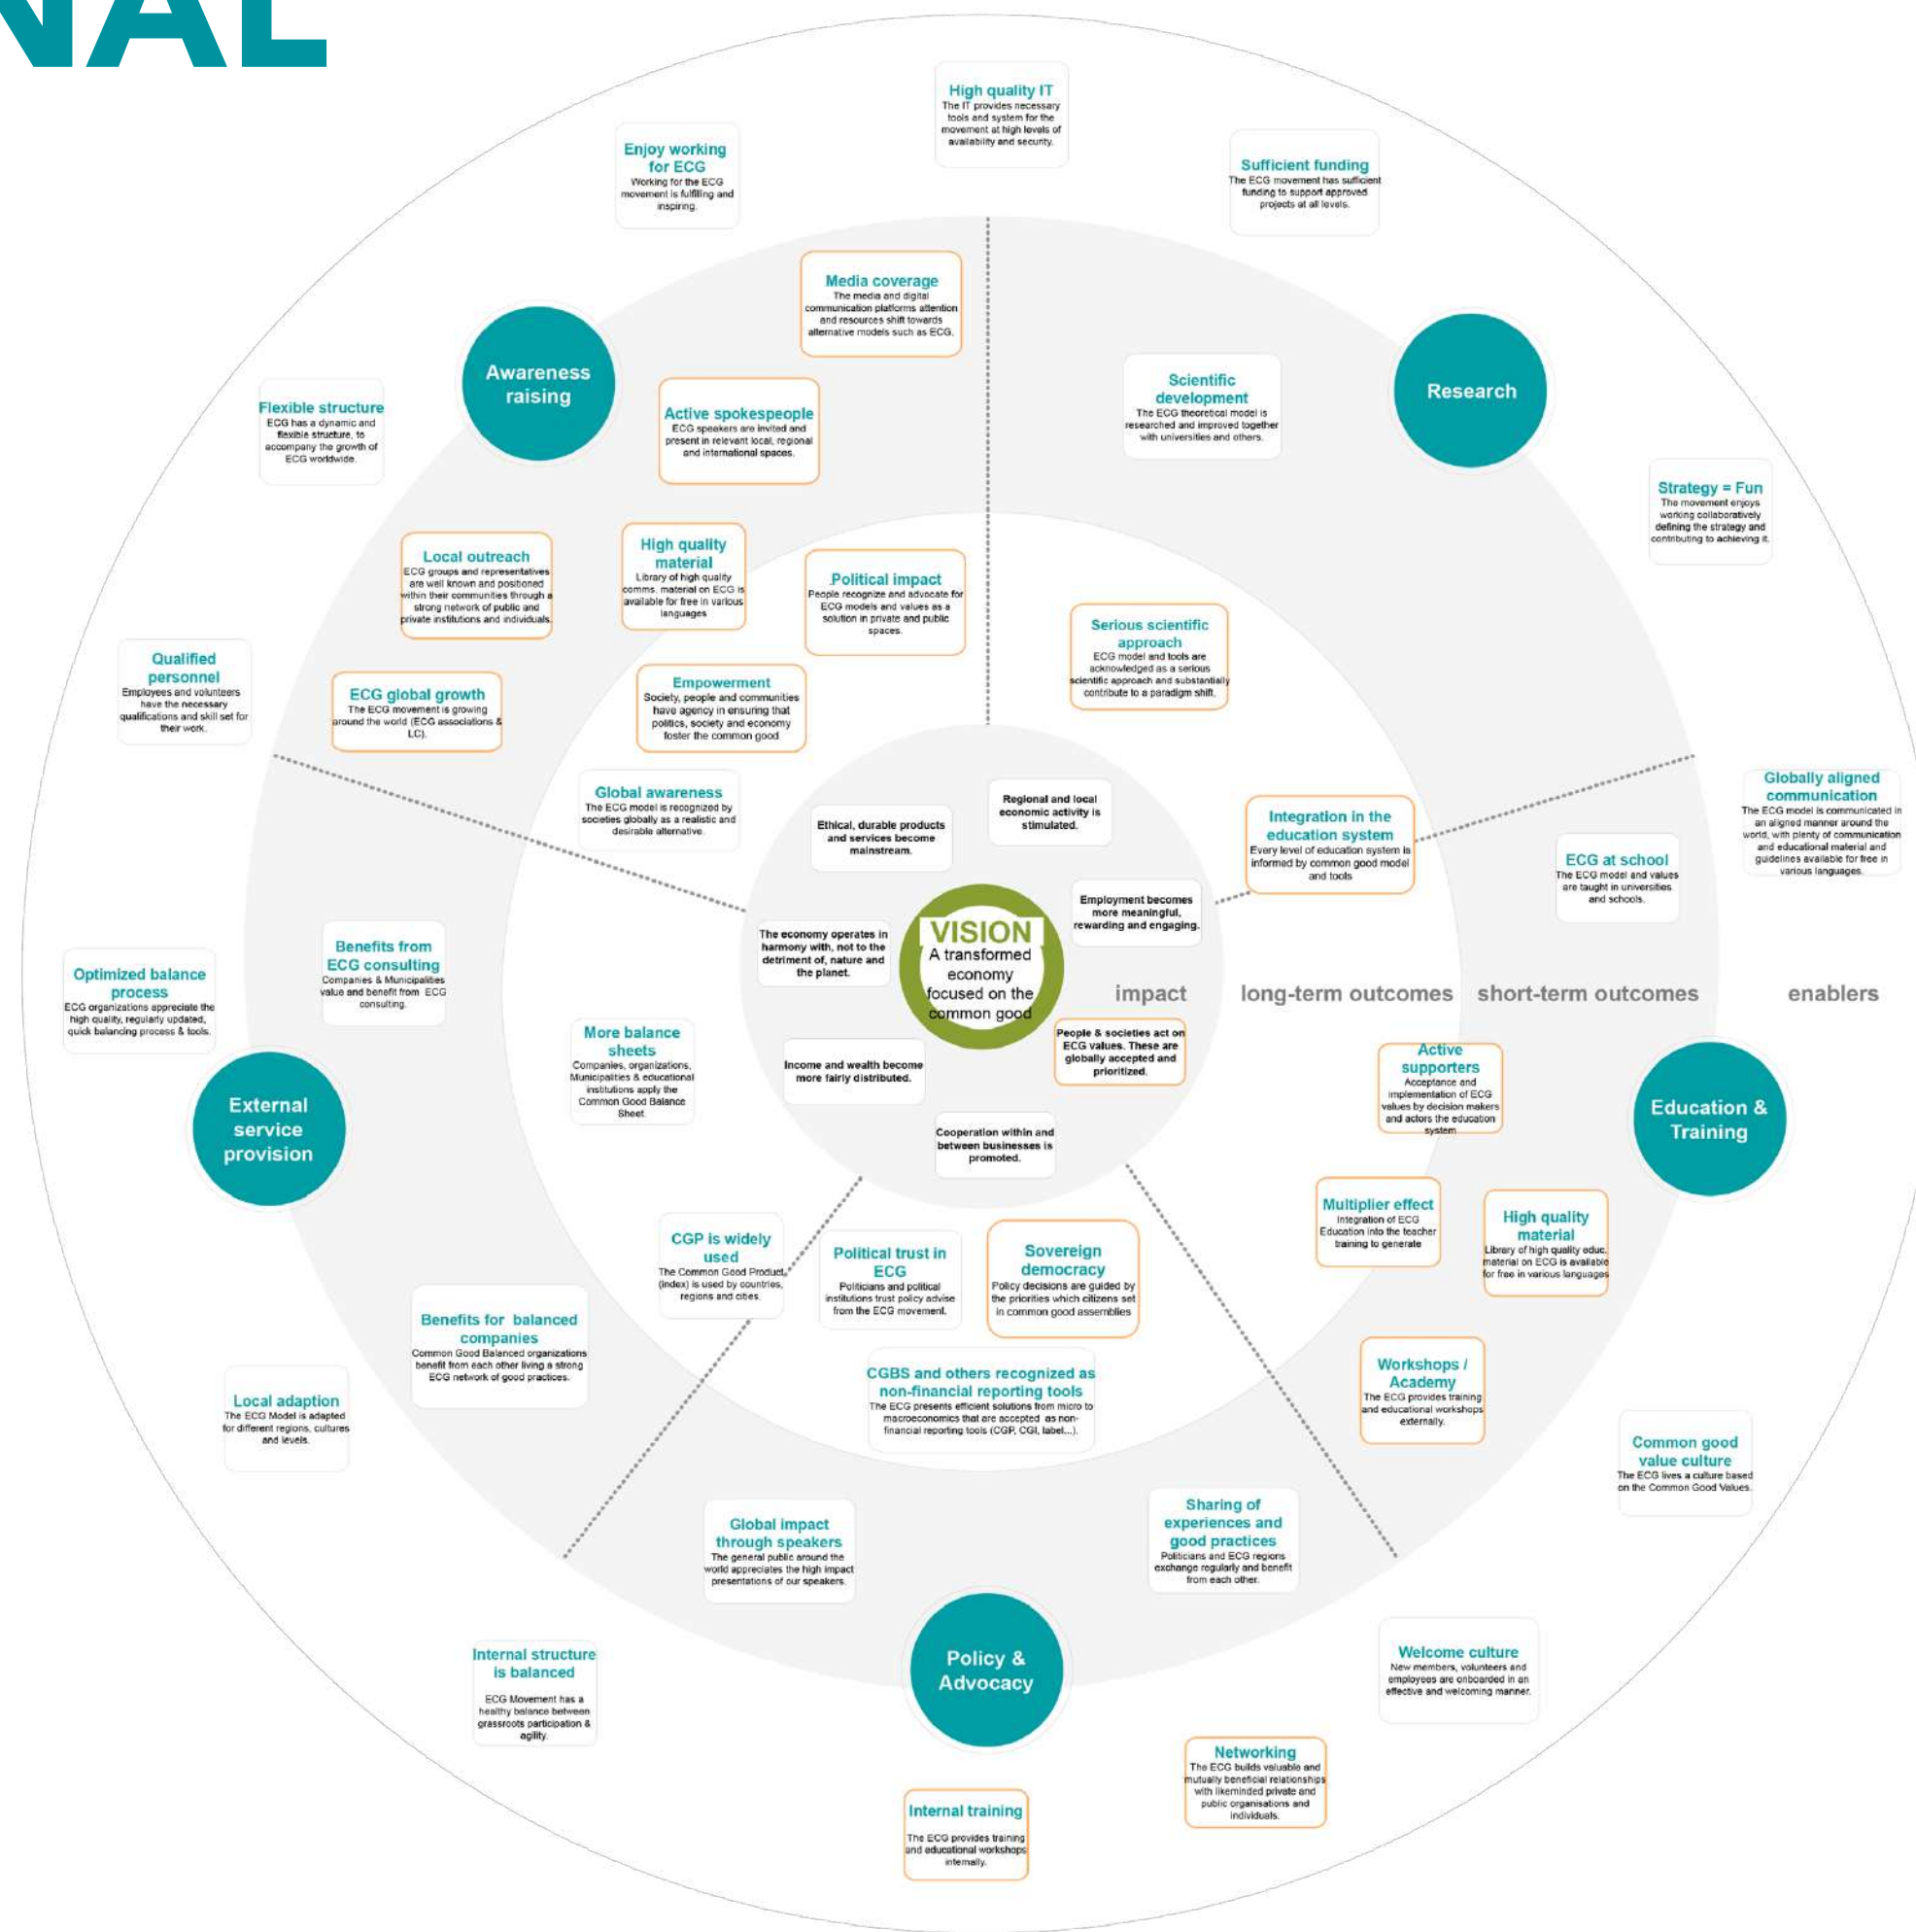 NAL
High quality IT
The IT provides necessary
tools and system for the
movement at high levels of
availability and security.
Enjoy working
for ECG
Working for the ECG
movement is fulfilling and
inspiring.
Sufficient funding
The ECG movement has sufficient
funding to support approved
projects at all levels.
Media coverage
The media and digital
communication platforms attention
and resources shift towards
alternative models such as ECG.
Awareness
raising
Research
Scientific
development
The ECG theoretical model is
researched and improved together
with universities and others.
Flexible structure
ECG has a dynamic and
flexible structure, to
accompany the growth of
ECG worldwide.
Active spokespeople
ECG speakers are invited and
present in relevant local, regional
and international spaces.
Strategy = Fun
The movement enjoys
working collaboratively
defining the strategy and
contributing to achieving it.
Local outreach
ECG groups and representatives
are well known and positioned
within their communities through a
strong network of public and
private institutions and individuals.
High quality
material
Library of high quality
comms. material on ECG is
available for free in various
languages
Political impact
People recognize and advocate for
ECG models and values as a
solution in private and public
spaces.
Serious scientific
approach
ECG model and tools are
acknowledged as a serious
scientific approach and substantially
contribute to a paradigm shift.
Qualified
personnel
Employees and volunteers
have the necessary
qualifications and skill set for
their work.
ECG global growth
The ECG movement is growing
around the world (ECG associations &
LC).
Empowerment
Society, people and communities
have agency in ensuring that
politics, society and economy
foster the common good
Global awareness
The ECG model is recognized by
societies globally as a realistic and
desirable alternative.
Ethical, durable products
and services become
mainstream.
Regional and local
economic activity is
stimulated.
Integration in the
education system
Every level of education system is
informed by common good model
and tools
Globally aligned
communication
The ECG model is communicated in
an aligned manner around the
world, with plenty of communication
and educational material and
guidelines available for free in
various languages.
ECG at school
The ECG model and values
are taught in universities
and schools.
Employment becomes
more meaningful,
rewarding and engaging.
The economy operates in
harmony with, not to the
detriment of, nature and
the planet.
VISION
A transformed
economy
focused on the
common good
Benefits from
ECG consulting
Companies & Municipalities
value and benefit from ECG
consulting.
Optimized balance
process
ECG organizations appreciate the
high quality, regularly updated,
quick balancing process & tools.
impact
long-term outcomes
short-term outcomes
enablers
More balance
sheets
Companies, organizations,
Municipalities & educational
institutions apply the
Common Good Balance
Sheet.
Income and wealth become
more fairly distributed.
People & societies act on
ECG values. These are
globally accepted and
prioritized.
Active
supporters
Acceptance and
implementation of ECG
values by decision makers
and actors the education
system
External
service
provision
Education &
Training
Cooperation within and
between businesses is
promoted.
Multiplier effect
Integration of ECG
Education into the teacher
training to generate
High quality
material
Library of high quality educ.
material on ECG is available
for free in various languages
CGP is widely
used
The Common Good Product
(index) is used by countries,
regions and cities.
Political trust in
ECG
Politicians and political
institutions trust policy advise
from the ECG movement.
Sovereign
democracy
Policy decisions are guided by
the priorities which citizens set
in common good assemblies
Benefits for balanced
companies
Common Good Balanced organizations
benefit from each other living a strong
ECG network of good practices.
CGBS and others recognized as
non-financial reporting tools
The ECG presents efficient solutions from micro to
macroeconomics that are accepted as non-
financial reporting tools (CGP, CGI, label...).
Workshops /
Academy
The ECG provides training
and educational workshops
externally.
Local adaption
The ECG Model is adapted
for different regions, cultures
and levels.
Common good
value culture
The ECG lives a culture based
on the Common Good Values.
Global impact
through speakers
The general public around the
world appreciates the high impact
presentations of our speakers.
Sharing of
experiences and
good practices
Politicians and ECG regions
exchange regularly and benefit
from each other.
Internal structure
is balanced
ECG Movement has a
healthy balance between
grassroots participation &
agility.
Policy &
Advocacy
Welcome culture
New members, volunteers and
employees are onboarded in an
effective and welcoming manner.
Networking
The ECG builds valuable and
mutually beneficial relationships
with likeminded private and
public organisations and
individuals.
Internal training
The ECG provides training
and educational workshops
internally.